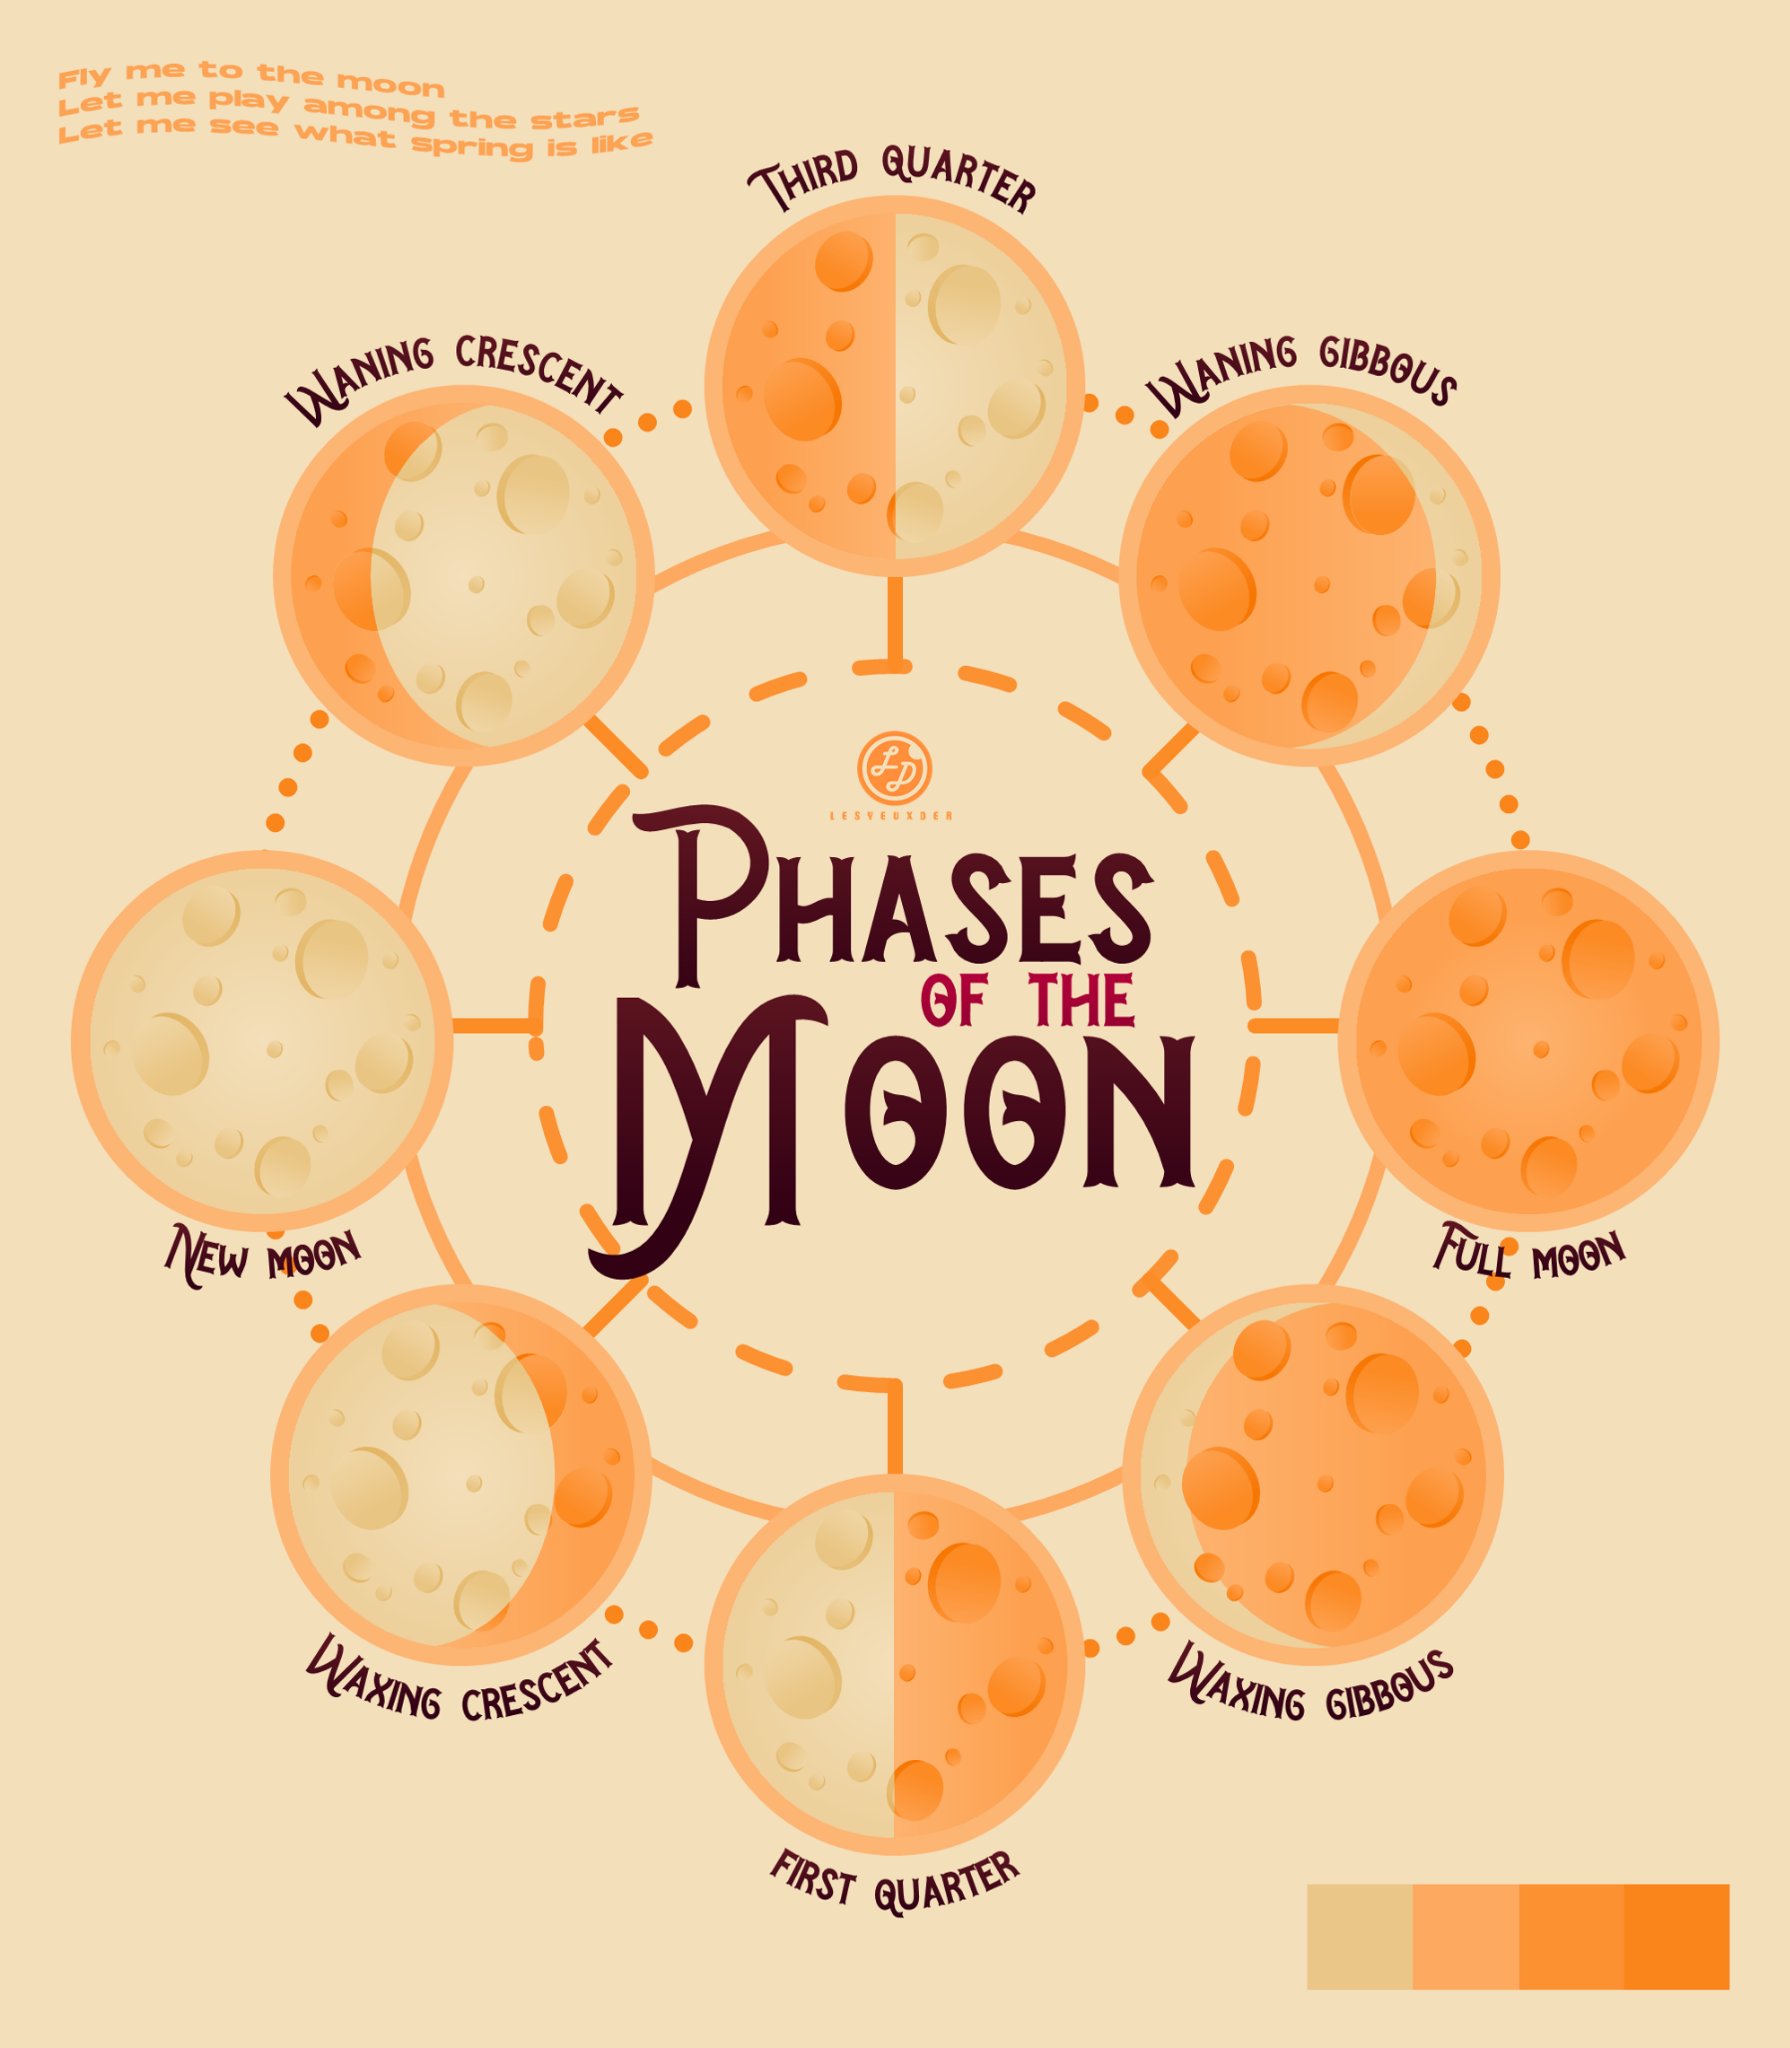 Fly me to the moon
Let me play among the stars
Let me see what spring is like
THIRD QUARTER
WANING CRESCENT
WANING GIBBOUS
LD
LESYEUXDER
PHASES
OF THE
MOON
NEW MOON
FULL MOON
WAXING CRESCENT
WAXING GIBBOUS
FIRST QUARTER